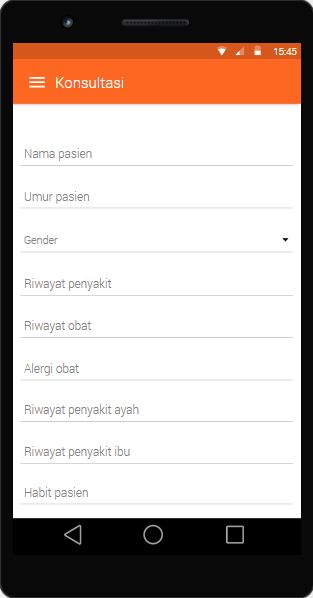 15:45
Konsultasi
Nama pasien
Umur pasien
Gender
Riwayat penyakit
Riwayat obat
Alergi obat
Riwayat penyakit ayah
Riwayat penyakit ibu
Habit pasien